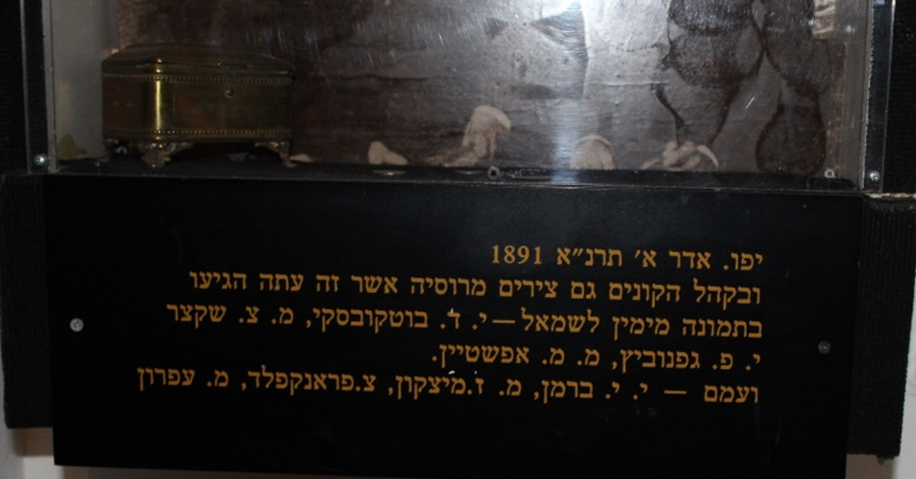 יפו. אדר א׳ תרנ״א 1891
ובקהל הקונים גם צירים מרוסיה אשר זה עתה הגיעו
בתמונה מימין לשמאל – י. ד. בוטקובסקי, מ. צ. שקצר
י. פ. גפנוביץ, מ. מ. אפשטיין.
ועמם – י. י. ברמן, מ. ז.מיצקון, צ.פראנקפלד, מ. עפרון